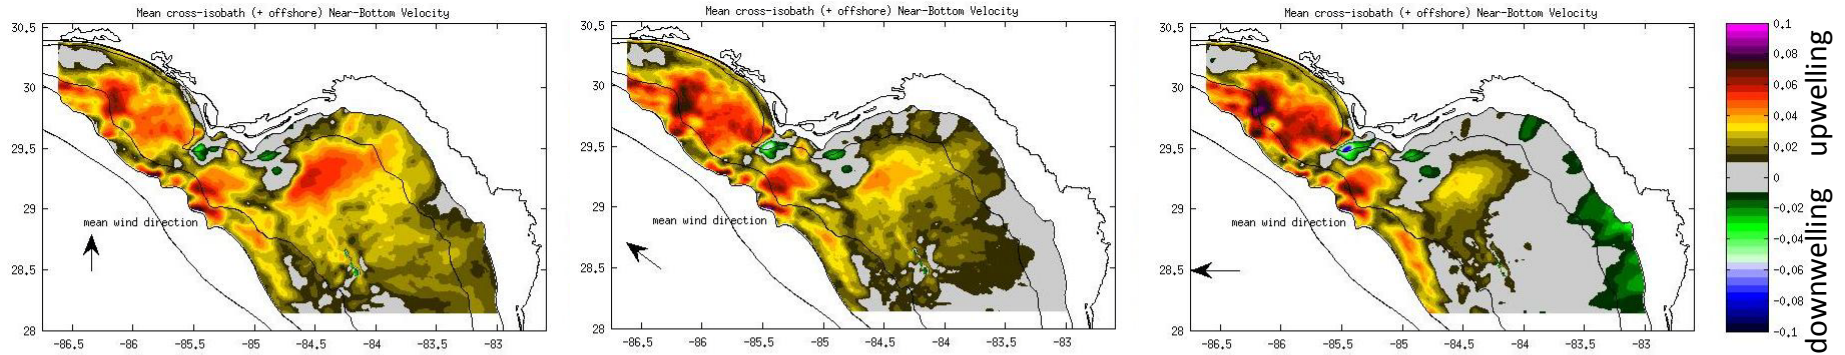 Mean cross-isobath (+ offshore) Near-Bottom Velocity
30.5
30
29.5
29
28.5
28
mean wind direction
-86.5 -86 -85.5 -85 -84.5 -84 -83.5 -83
Mean cross-isobath (+ offshore) Near-Bottom Velocity
30.5
30
29.5
29
28.5
28
mean wind direction
-86.5 -86 -85.5 -85 -84.5 -84 -83.5 -83
Mean cross-isobath (+ offshore) Near-Bottom Velocity
30.5
30
29.5
29
28.5
28
mean wind direction
-86.5 -86 -85.5 -85 -84.5 -84 -83.5 -83
0.1
0.08
0.06
0.04
0.02
0
-0.02
-0.04
-0.06
-0.08
-0.1
upwelling
downwelling